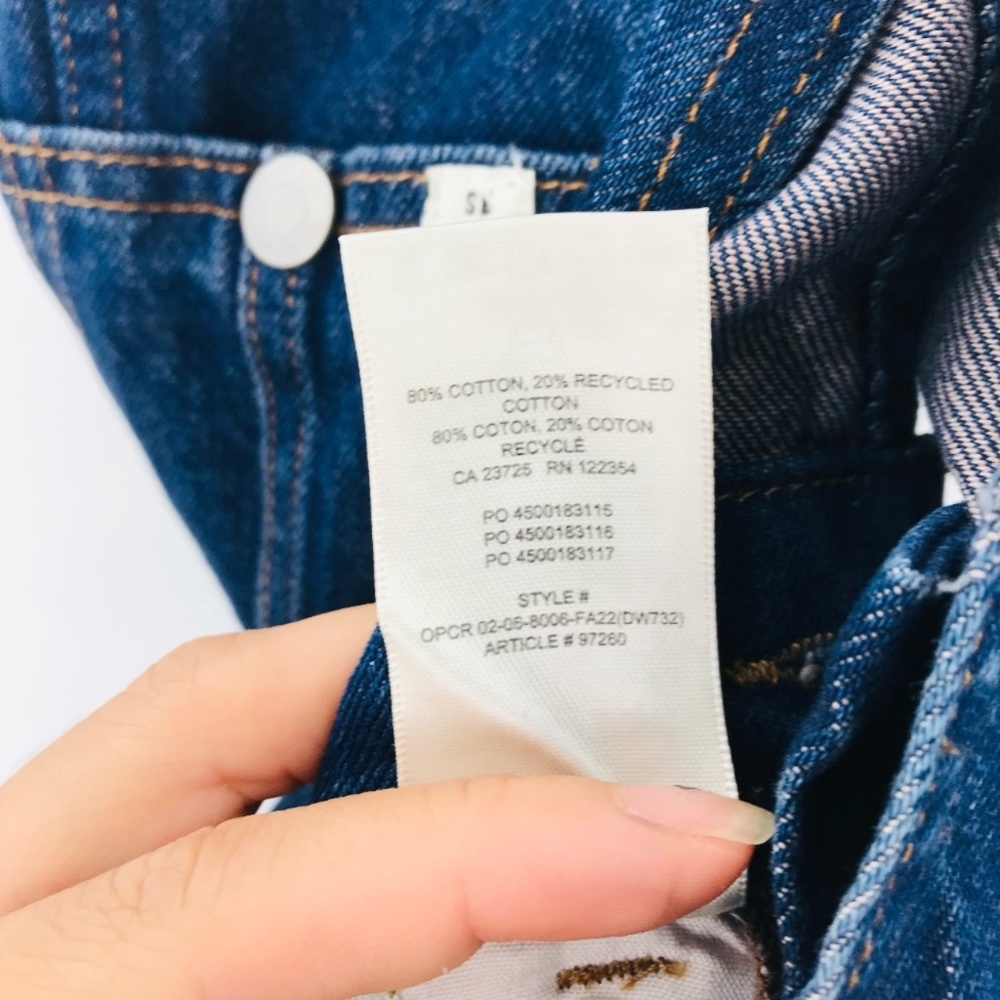 80% COTTON, 20% RECYCLED
COTTON
80% COTON, 20% COTON
RECYCLÉ
CA 23725 RN 122354
PO 4500183115
PO 4500183116
PO 4500183117
STYLE #
OPCR 02-05-8006-FA22(DW732)
ARTICLE # 97260